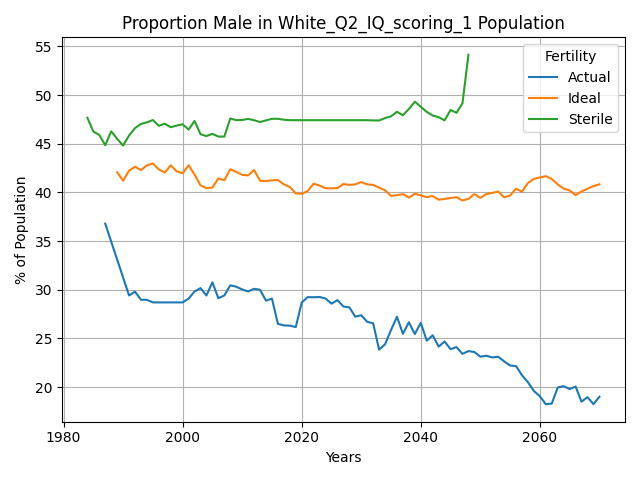 Proportion Male in White_Q2_IQ_scoring_1 Population
% of Population
55
50
45
40
35
30
25
20
Fertility
Actual
Ideal
Sterile
1980
2000
2020
2040
2060
Years